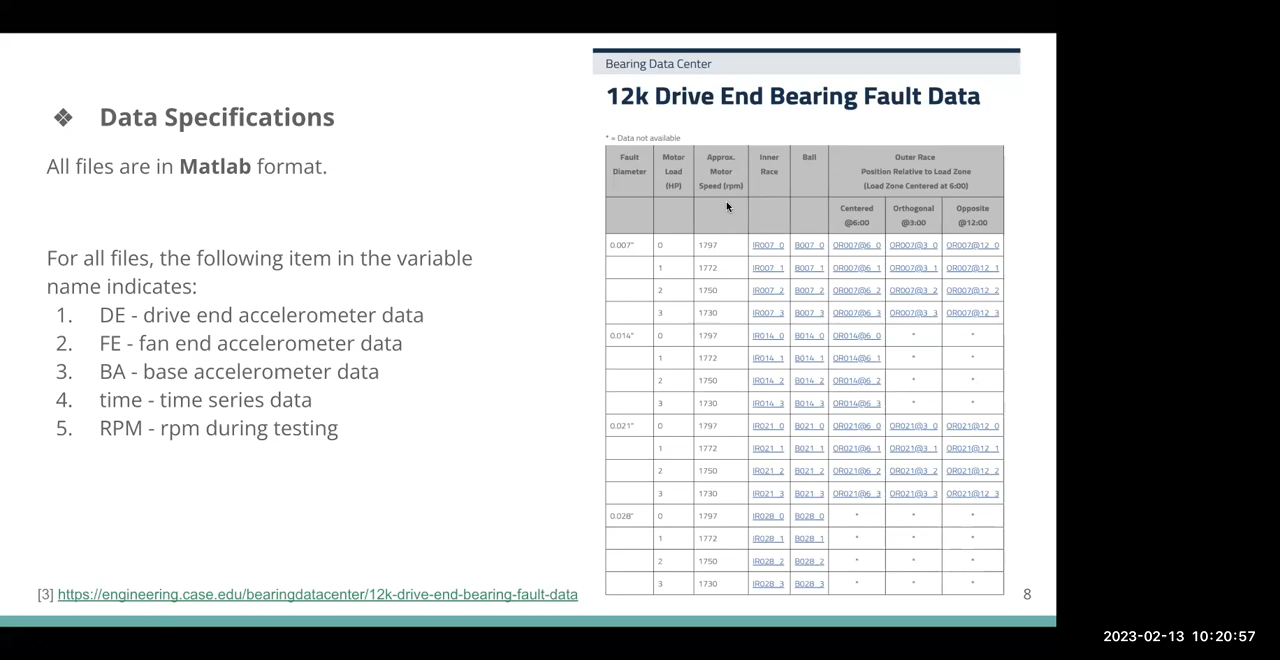 ❖ Data Specifications
All files are in Matlab format.
For all files, the following item in the variable
name indicates:
1. DE - drive end accelerometer data
2. FE - fan end accelerometer data
3. BA - base accelerometer data
4. time - time series data
5. RPM - rpm during testing
[3] https://engineering.case.edu/bearingdatacenter/12k-drive-end-bearing-fault-data
Bearing Data Center
12k Drive End Bearing Fault Data
* = Data not available
Fault Diameter Motor Load (HP) Approx. Motor Speed (rpm) Inner Race Ball Outer Race Position Relative to Load Zone (Load Zone Centered at 6:00)
Centered @6:00 Orthogonal @3:00 Opposite @12:00
0.007" 0 1797 IR007_0 B007_0 OR007@6_0 OR007@3_0 OR007@12_0
1 1772 IR007_1 B007_1 OR007@6_1 OR007@3_1 OR007@12_1
2 1750 IR007_2 B007_2 OR007@6_2 OR007@3_2 OR007@12_2
3 1730 IR007_3 B007_3 OR007@6_3 OR007@3_3 OR007@12_3
0.014" 0 1797 IR014_0 B014_0 OR014@6_0 * *
1 1772 IR014_1 B014_1 OR014@6_1 * *
2 1750 IR014_2 B014_2 OR014@6_2 * *
3 1730 IR014_3 B014_3 OR014@6_3 * *
0.021" 0 1797 IR021_0 B021_0 OR021@6_0 OR021@3_0 OR021@12_0
1 1772 IR021_1 B021_1 OR021@6_1 OR021@3_1 OR021@12_1
2 1750 IR021_2 B021_2 OR021@6_2 OR021@3_2 OR021@12_2
3 1730 IR021_3 B021_3 OR021@6_3 OR021@3_3 OR021@12_3
0.028" 0 1797 IR028_0 B028_0 * * *
1 1772 IR028_1 B028_1 * * *
2 1750 IR028_2 B028_2 * * *
3 1730 IR028_3 B028_3 * * *
8
2023-02-13 10:20:57